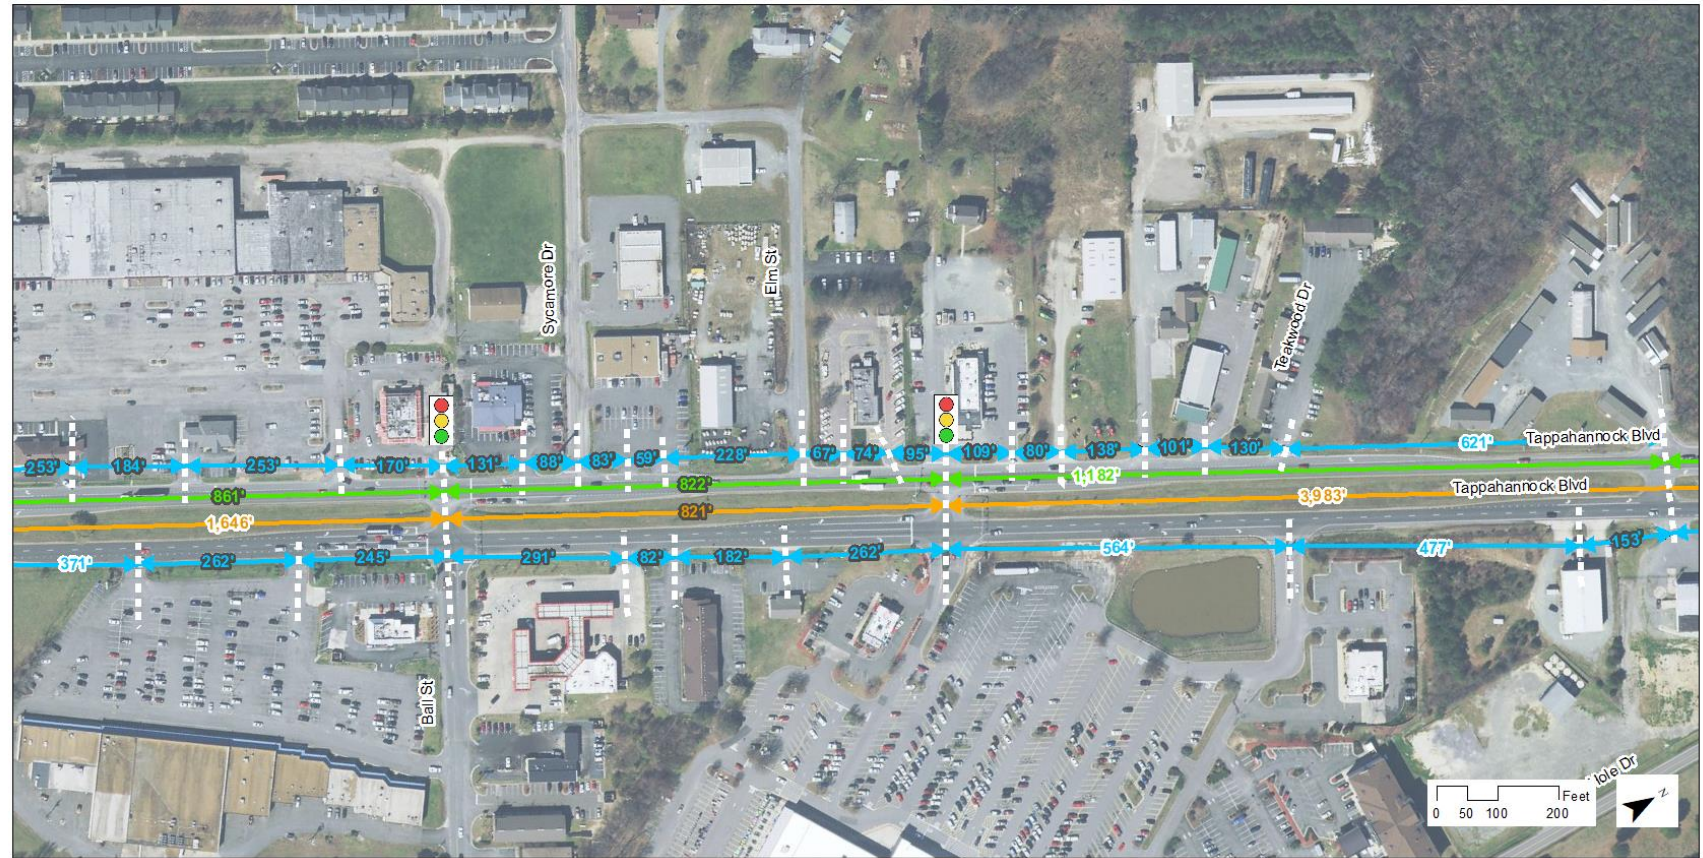 Sycamore Dr
Elm St
Teakwood Dr
Tappahannock Blvd
253' 184' 253' 170' 131' 88' 83' 59' 228' 67' 74' 95' 109' 80' 138' 101' 130' 621'
861' 822' 1,182'
Tappahannock Blvd
1,646' 821' 3,983'
371' 262' 245' 291' 82' 182' 262' 564' 477' 153'
Ball St
Dr
Feet
0 50 100 200
N